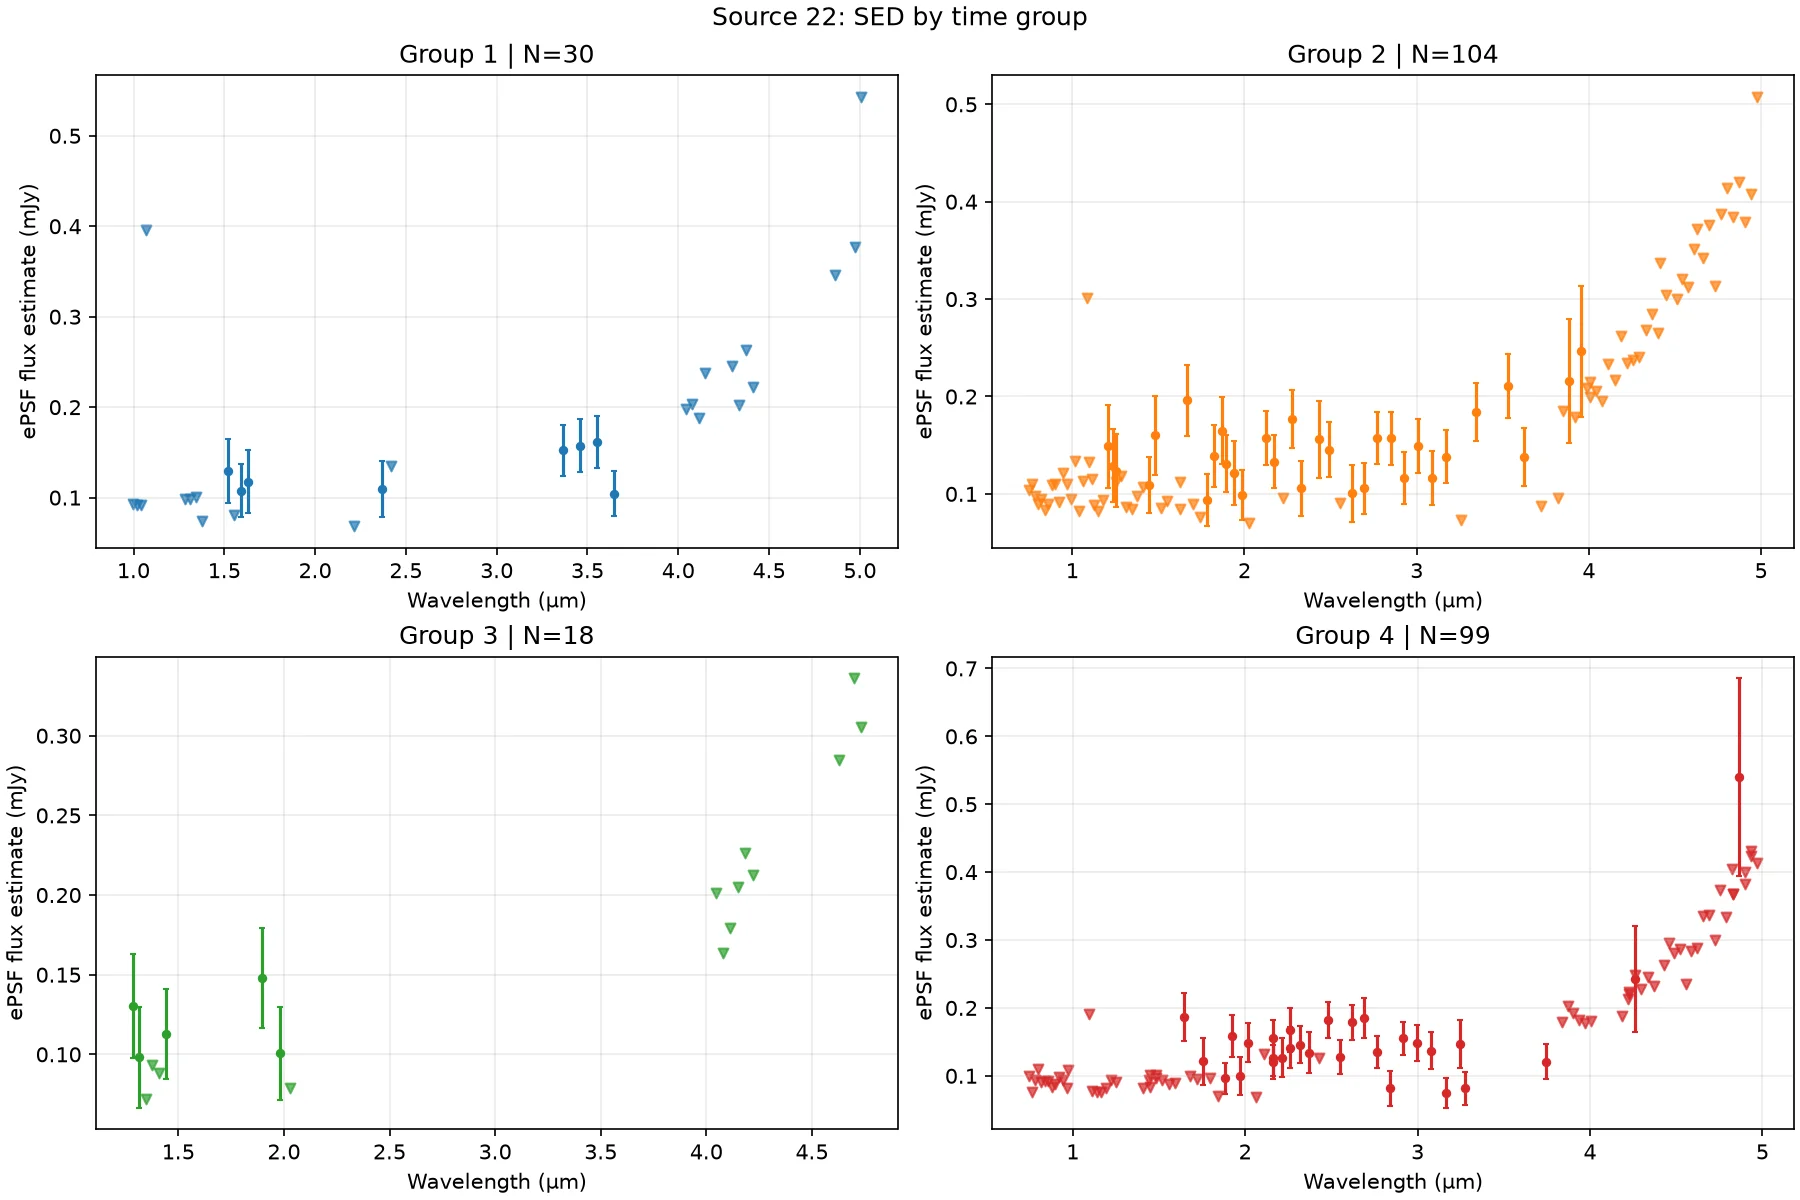 Source 22: SED by time group
Group 1 | N=30
ePSF flux estimate (mJy)
0.5
0.4
0.3
0.2
0.1
1.0 1.5 2.0 2.5 3.0 3.5 4.0 4.5 5.0
Wavelength (μm)
Group 2 | N=104
ePSF flux estimate (mJy)
0.5
0.4
0.3
0.2
0.1
1 2 3 4 5
Wavelength (μm)
Group 3 | N=18
ePSF flux estimate (mJy)
0.30
0.25
0.20
0.15
0.10
1.5 2.0 2.5 3.0 3.5 4.0 4.5
Wavelength (μm)
Group 4 | N=99
ePSF flux estimate (mJy)
0.7
0.6
0.5
0.4
0.3
0.2
0.1
1 2 3 4 5
Wavelength (μm)